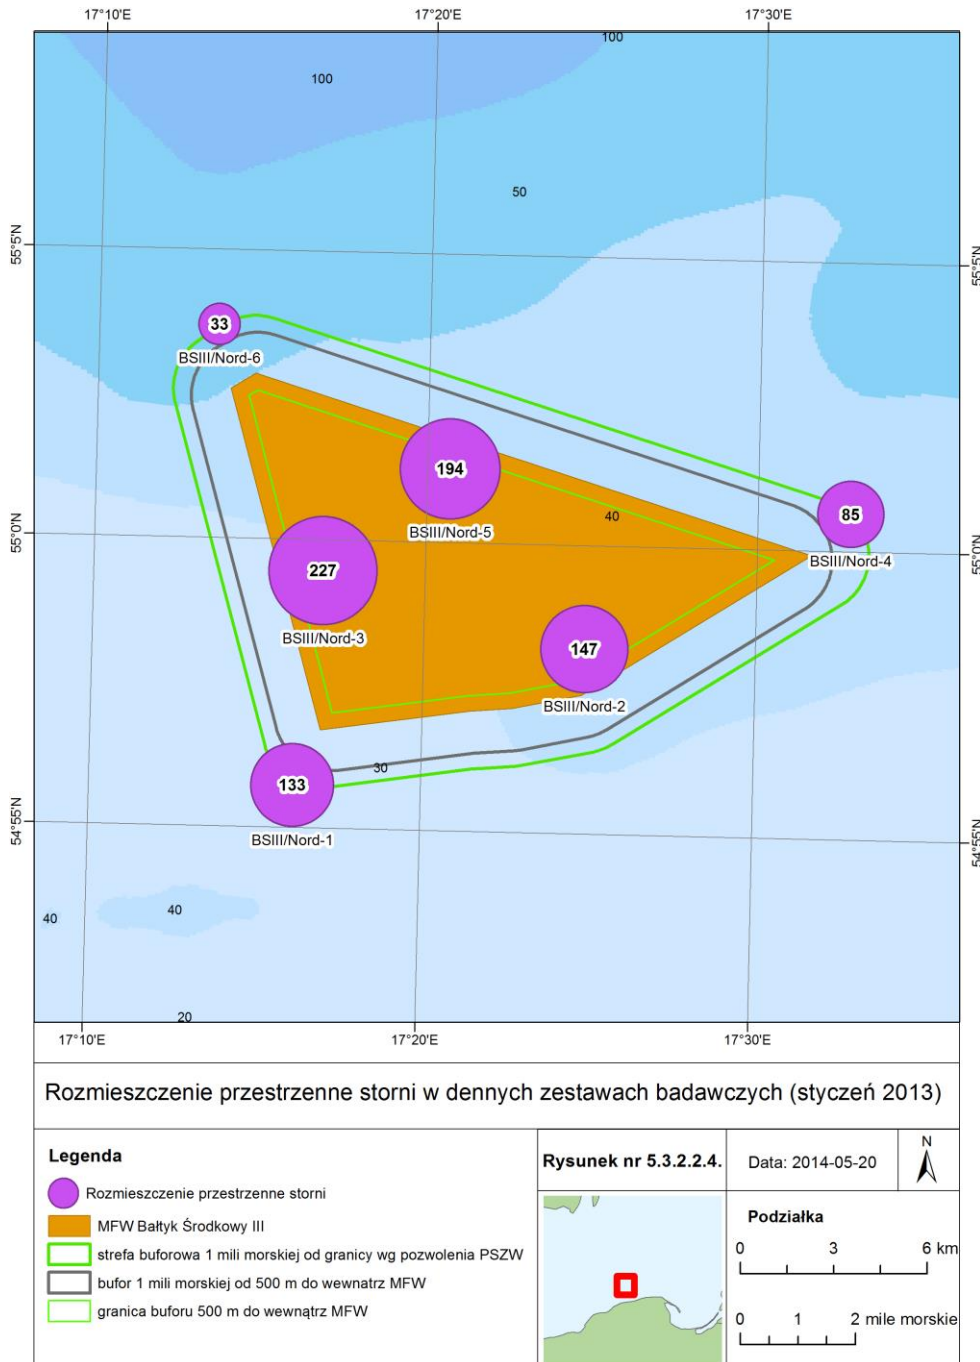 17°10'E 17°20'E 17°30'E
100
100
50
55°5'N
55°5'N
33
BSIII/Nord-6
194
BSIII/Nord-5
40
85
BSIII/Nord-4
55°0'N
55°0'N
227
BSIII/Nord-3
147
BSIII/Nord-2
30
133
BSIII/Nord-1
54°55'N
54°55'N
40
40
20
17°10'E 17°20'E 17°30'E
Rozmieszczenie przestrzenne storni w dennych zestawach badawczych (styczeń 2013)
Legenda
Rozmieszczenie przestrzenne storni
MFW Bałtyk Środkowy III
strefa buforowa 1 mili morskiej od granicy wg pozwolenia PSZW
bufor 1 mili morskiej od 500 m do wewnatrz MFW
granica buforu 500 m do wewnątrz MFW
Rysunek nr 5.3.2.2.4.
Data: 2014-05-20
N
Podziałka
0 3 6 km
0 1 2 mile morskie